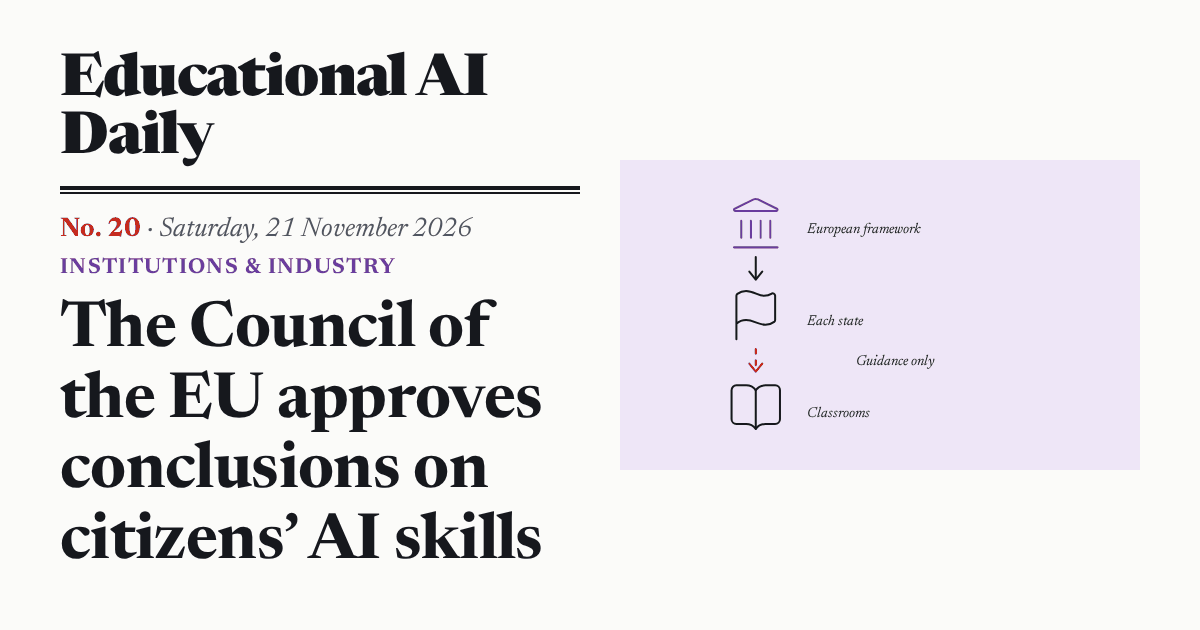 Educational AI
Daily
No. 20 · Saturday, 21 November 2026
INSTITUTIONS & INDUSTRY
The Council of
the EU approves
conclusions on
citizens’ AI skills
European framework
Each state
Guidance only
Classrooms